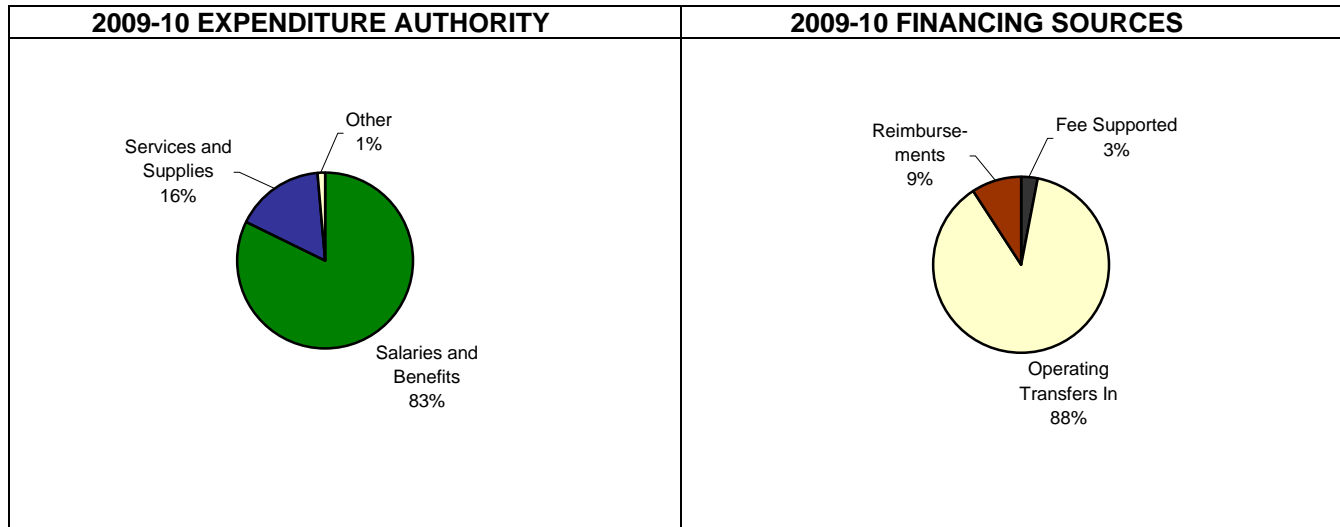 2009-10 EXPENDITURE AUTHORITY
Other
1%
Services and
Supplies
16%
Salaries and
Benefits
83%
2009-10 FINANCING SOURCES
Reimburse-
ments
9%
Fee Supported
3%
Operating
Transfers In
88%